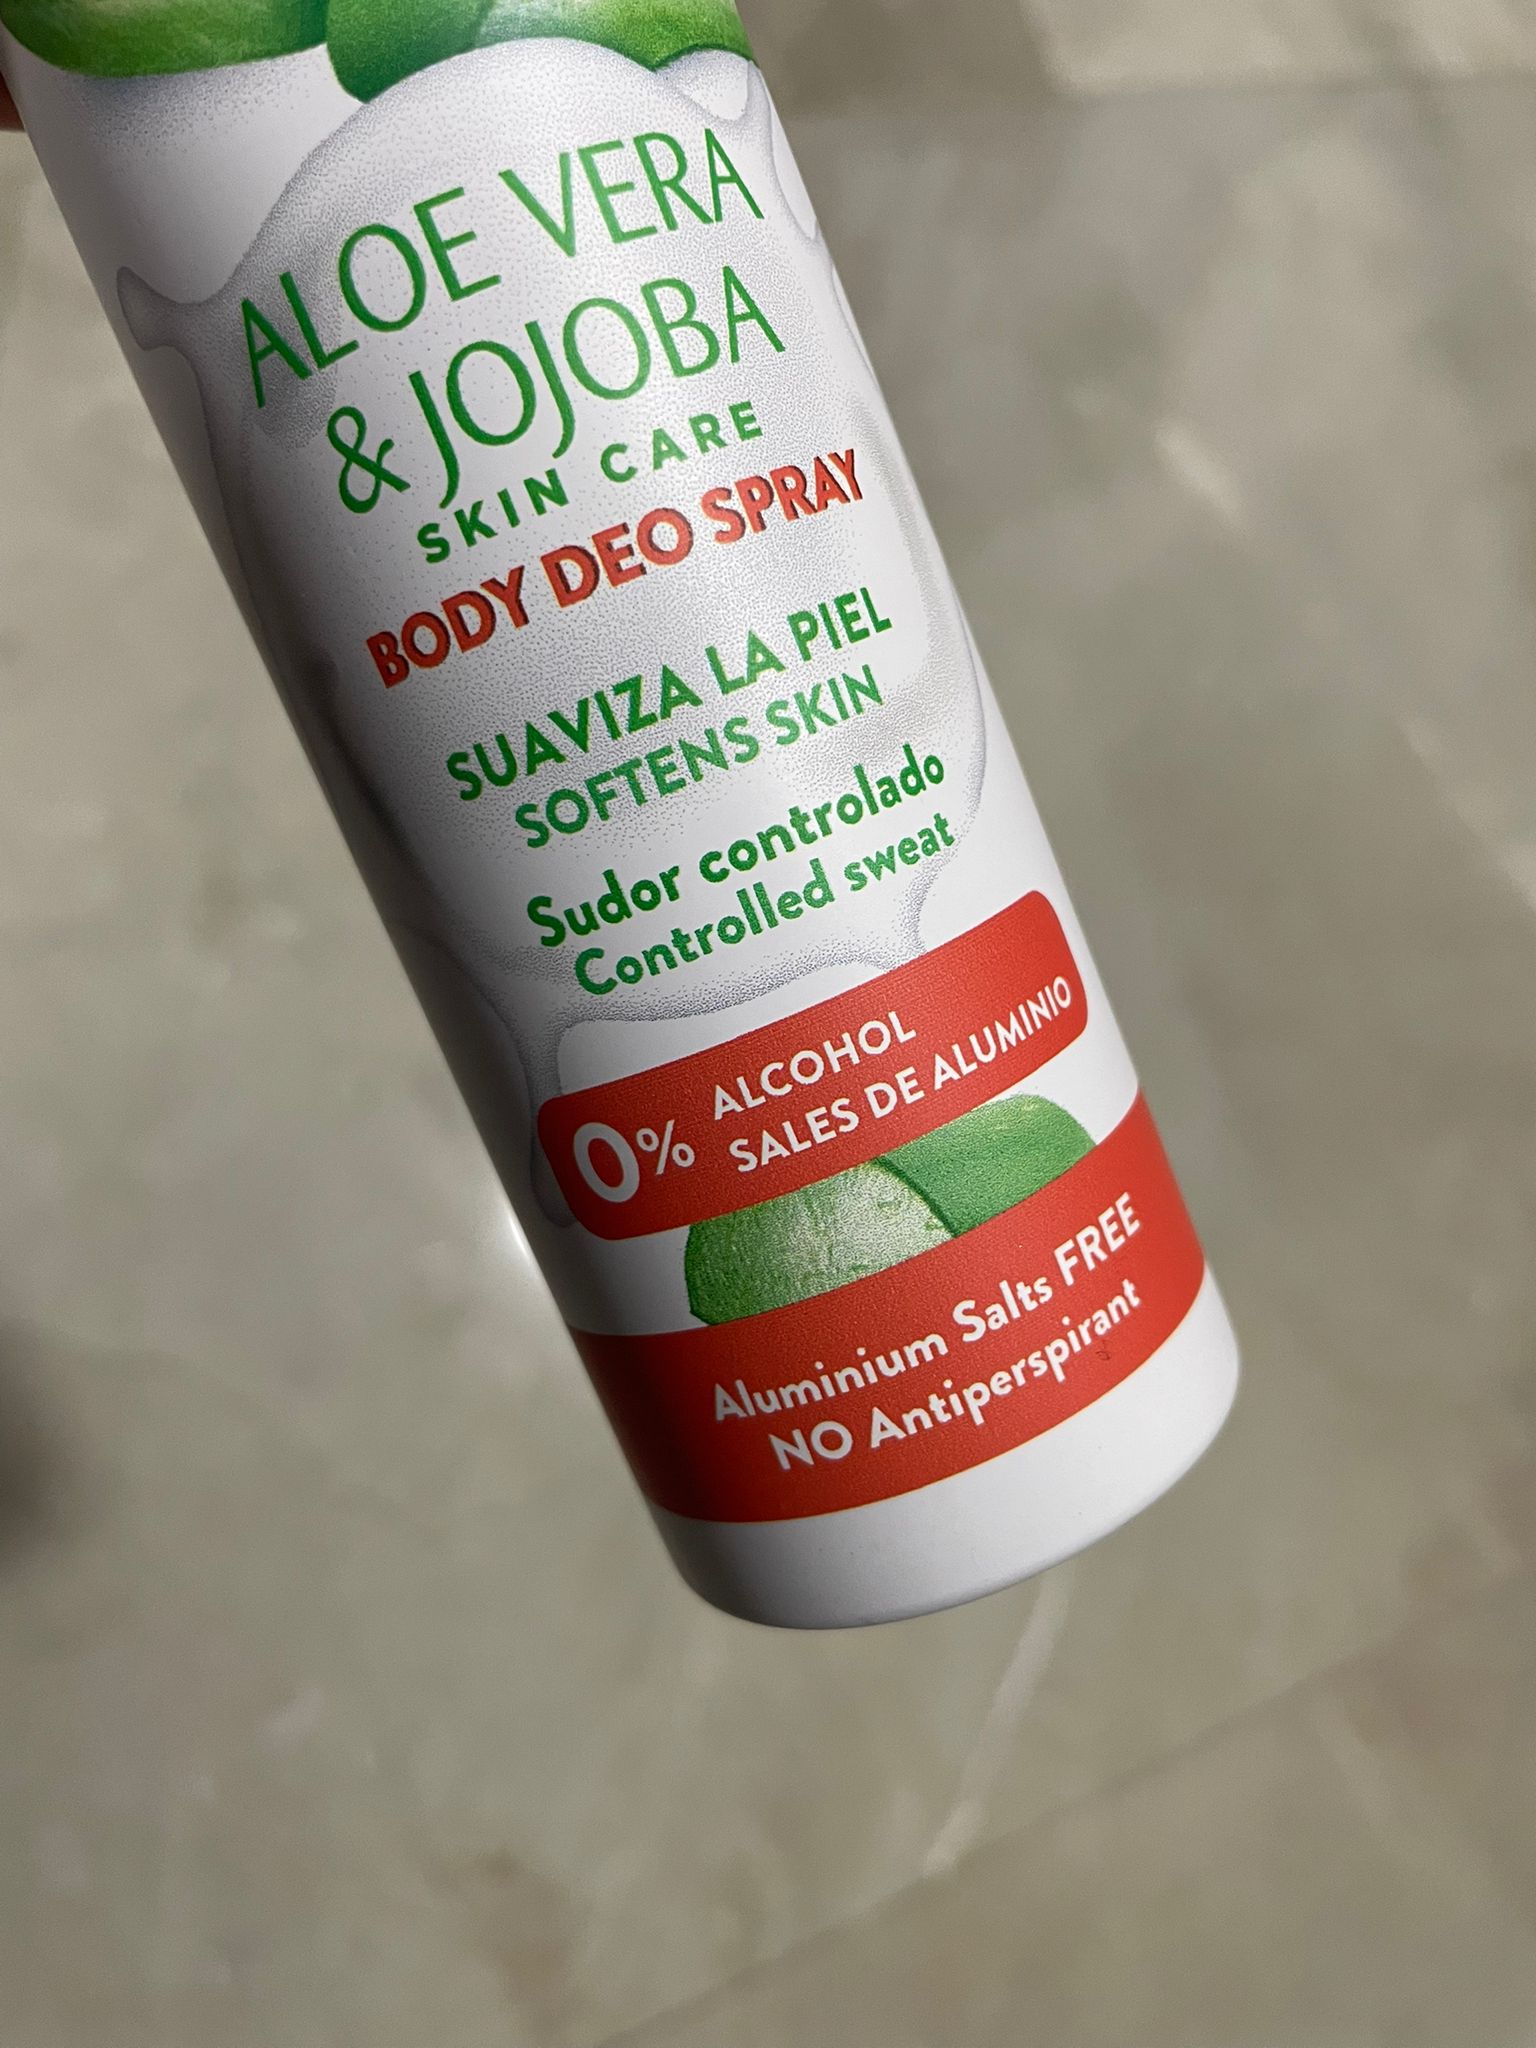 ALOE VERA
& JOJOBA
SKIN CARE
BODY DEO SPRAY
SUAVIZA LA PIEL
SOFTENS SKIN
Sudor controlado
Controlled sweat
0% ALCOHOL
SALES DE ALUMINIO
Aluminium Salts FREE
NO Antiperspirant